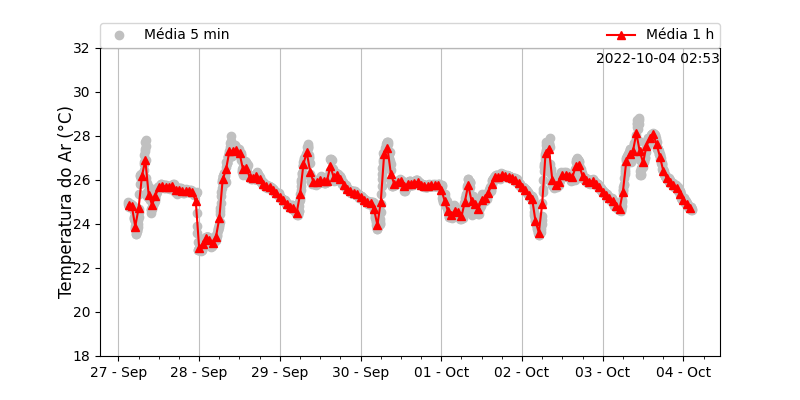 Média 5 min
Média 1 h
2022-10-04 02:53
Temperatura do Ar (°C)
32
30
28
26
24
22
20
18
27 - Sep
28 - Sep
29 - Sep
30 - Sep
01 - Oct
02 - Oct
03 - Oct
04 - Oct